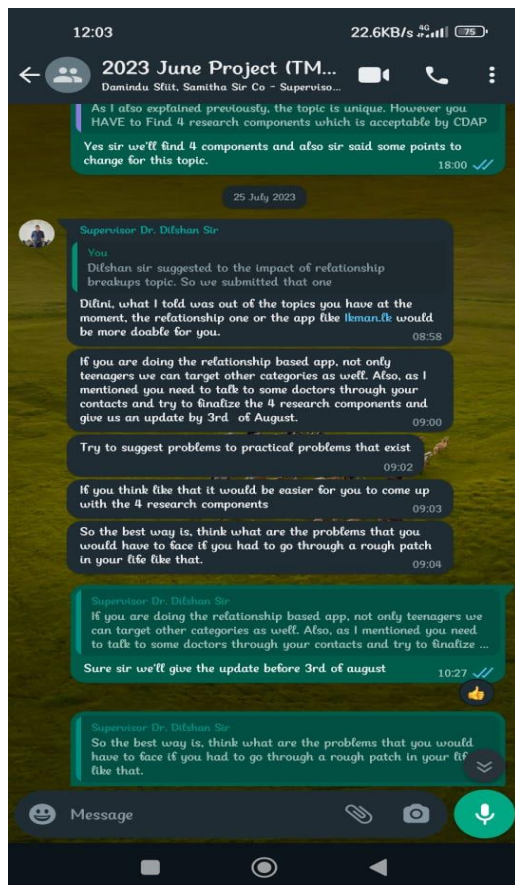 12:03
22.6KB/s 4G 75
2023 June Project (TM...
Damindu Sliit, Samitha Sir Co - Superviso...
As I also explained previously, the topic is unique. However you
HAVE to Find 4 research components which is acceptable by CDAP
Yes sir we'll find 4 components and also sir said some points to
change for this topic.
18:00
25 July 2023
Supervisor Dr. Dilshan Sir
You
Dilshan sir suggested to the impact of relationship
breakups topic. So we submitted that one
Dilini, what I told was out of the topics you have at the
moment, the relationship one or the app like Ikman.lk would
be more doable for you.
08:58
If you are doing the relationship based app, not only
teenagers we can target other categories as well. Also, as I
mentioned you need to talk to some doctors through your
contacts and try to finalize the 4 research components and
give us an update by 3rd of August.
09:00
Try to suggest problems to practical problems that exist
09:02
If you think like that it would be easier for you to come up
with the 4 research components
09:03
So the best way is, think what are the problems that you
would have to face if you had to go through a rough patch
in your life like that.
09:04
Supervisor Dr. Dilshan Sir
If you are doing the relationship based app, not only teenagers we
can target other categories as well. Also, as I mentioned you need
to talk to some doctors through your contacts and try to finalize ...
Sure sir we'll give the update before 3rd of august
10:27
Supervisor Dr. Dilshan Sir
So the best way is, think what are the problems that you would
have to face if you had to go through a rough patch in your
like that.
Message